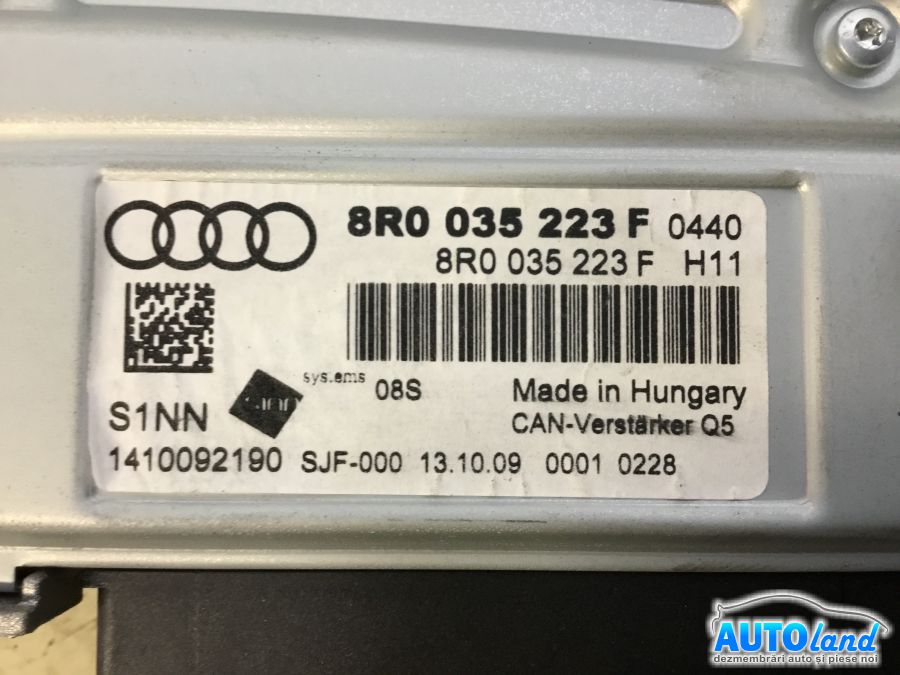 8R0 035 223 F 0440
8R0 035 223 F H11
sys.ems
08S
Made in Hungary
S1NN
CAN-Verstärker Q5
1410092190 SJF-000 13.10.09 0001 0228
AUTOland
dezmembrări auto și piese noi